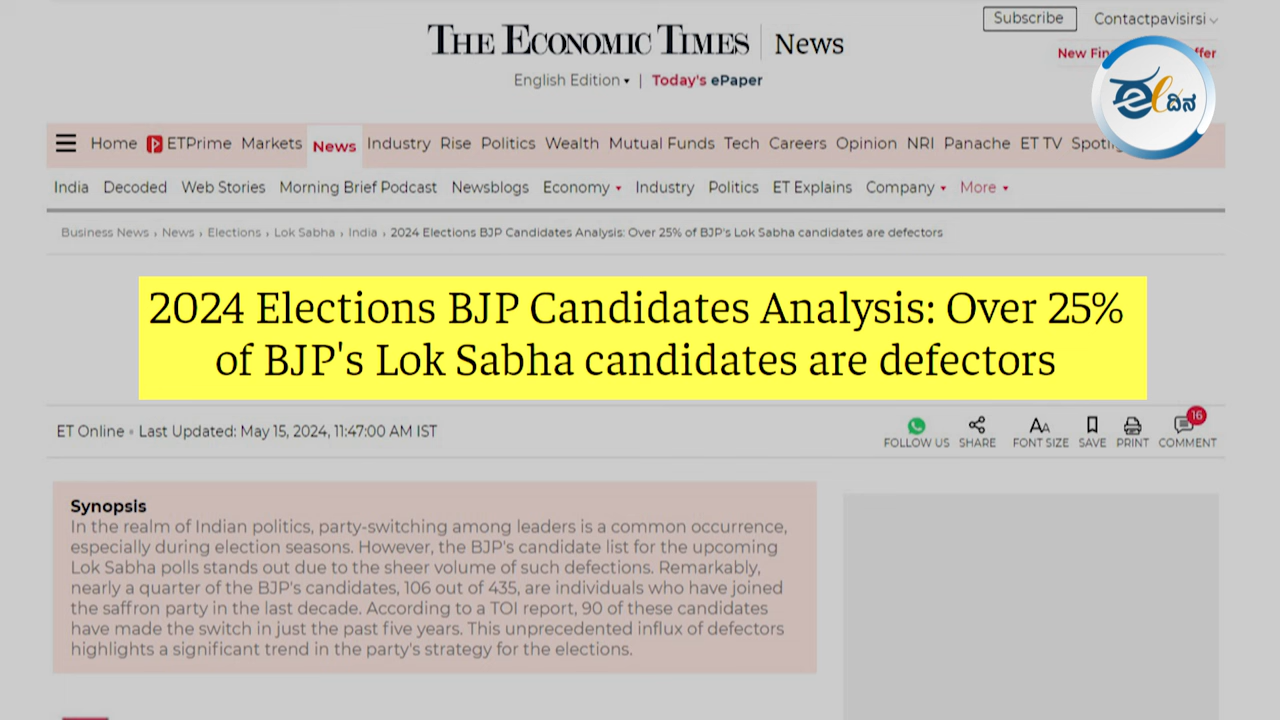 Subscribe
Contactpavisirsi
THE ECONOMIC TIMES | News
New Fin ffer
ಈದಿನ
English Edition | Today's ePaper
Home ETPrime Markets News Industry Rise Politics Wealth Mutual Funds Tech Careers Opinion NRI Panache ET TV
India Decoded Web Stories Morning Brief Podcast Newsblogs Economy Industry Politics ET Explains Company More
Business News › News › Elections › Lok Sabha › India › 2024 Elections BJP Candidates Analysis: Over 25% of BJP's Lok Sabha candidates are defectors
2024 Elections BJP Candidates Analysis: Over 25%
of BJP's Lok Sabha candidates are defectors
ET Online • Last Updated: May 15, 2024, 11:47:00 AM IST
16
FOLLOW US SHARE FONT SIZE SAVE PRINT COMMENT
Synopsis
In the realm of Indian politics, party-switching among leaders is a common occurrence,
especially during election seasons. However, the BJP's candidate list for the upcoming
Lok Sabha polls stands out due to the sheer volume of such defections. Remarkably,
nearly a quarter of the BJP's candidates, 106 out of 435, are individuals who have joined
the saffron party in the last decade. According to a TOI report, 90 of these candidates
have made the switch in just the past five years. This unprecedented influx of defectors
highlights a significant trend in the party's strategy for the elections.